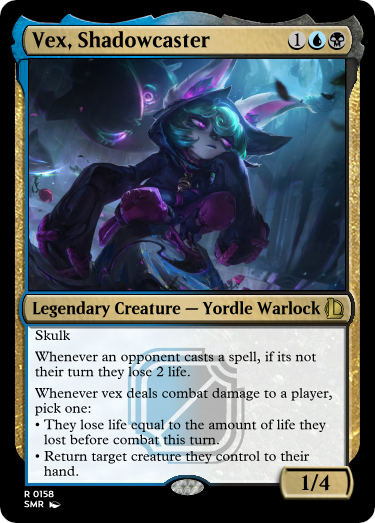 Vex, Shadowcaster 1
Legendary Creature — Yordle Warlock
Skulk
Whenever an opponent casts a spell, if its not
their turn they lose 2 life.
Whenever vex deals combat damage to a player,
pick one:
• They lose life equal to the amount of life they
lost before combat this turn.
• Return target creature they control to their
hand.
1/4
R 0158
SMR